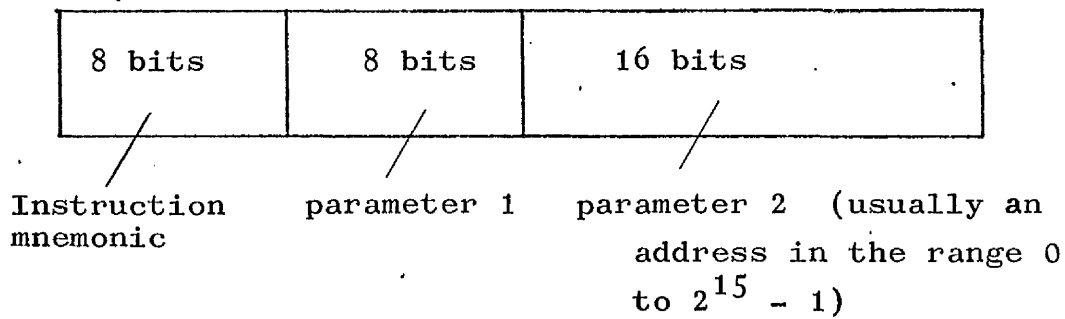 8 bits 8 bits 16 bits
Instruction parameter 1 parameter 2 (usually an
mnemonic
address in the range 0
to 2^15 - 1)